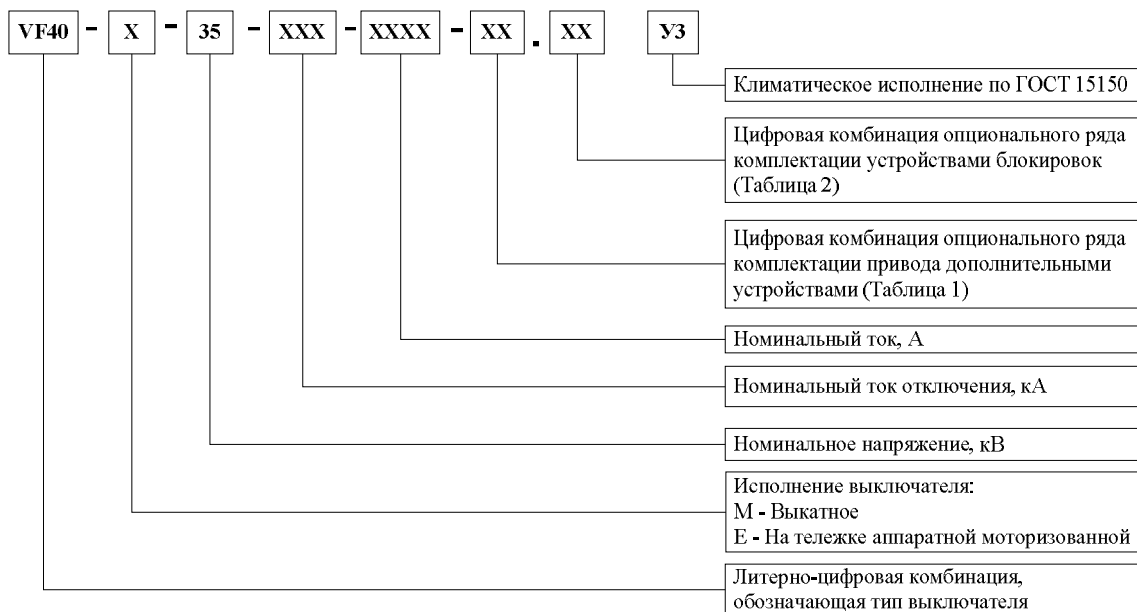 VF40 - X - 35 - XXX - XXXX - XX . XX У3
Климатическое исполнение по ГОСТ 15150
Цифровая комбинация опционального ряда
комплектации устройствами блокировок
(Таблица 2)
Цифровая комбинация опционального ряда
комплектации привода дополнительными
устройствами (Таблица 1)
Номинальный ток, А
Номинальный ток отключения, кА
Номинальное напряжение, кВ
Исполнение выключателя:
М - Выкатное
Е - На тележке аппаратной моторизованной
Литерно-цифровая комбинация,
обозначающая тип выключателя